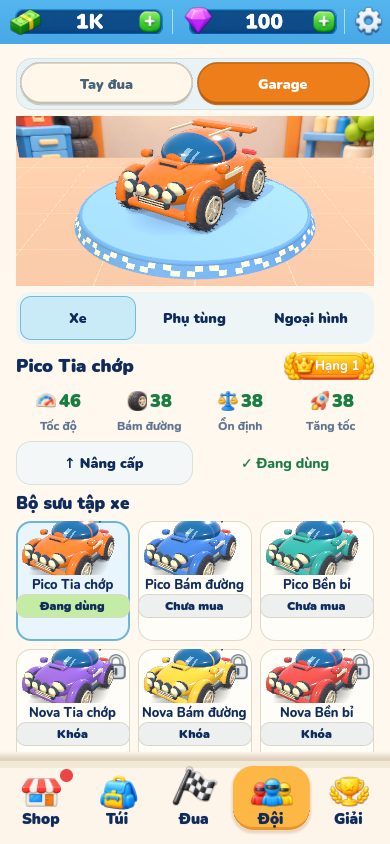 1K + 100 +
Tay đua Garage
Xe Phụ tùng Ngoại hình
Pico Tia chớp Hạng 1
46 38 38 38
Tốc độ Bám đường Ổn định Tăng tốc
↑ Nâng cấp ✓ Đang dùng
Bộ sưu tập xe
Pico Tia chớp Pico Bám đường Pico Bền bỉ
Đang dùng Chưa mua Chưa mua
Nova Tia chớp Nova Bám đường Nova Bền bỉ
Khóa Khóa Khóa
Shop Túi Đua Đội Giải